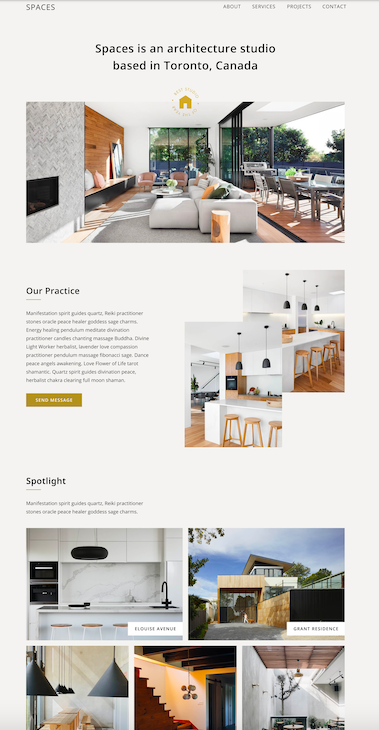 SPACES
ABOUT SERVICES PROJECTS CONTACT
Spaces is an architecture studio
based in Toronto, Canada
Our Practice
Manifestation spirit guides quartz, Reiki practitioner
stones oracle peace healer goddess sage charms.
Energy healing pendulum meditate divination
practitioner candles chanting massage Buddha. Divine
Light Worker herbalist, lavender love compassion
practitioner pendulum massage fibonacci sage. Dance
peace angels awakening. Love Flower of Life tarot
shamantic. Quartz spirit guides divination peace,
herbalist chakra clearing full moon shaman.
SEND MESSAGE
Spotlight
Manifestation spirit guides quartz, Reiki practitioner
stones oracle peace healer goddess sage charms.
ELOUISE AVENUE
GRANT RESIDENCE